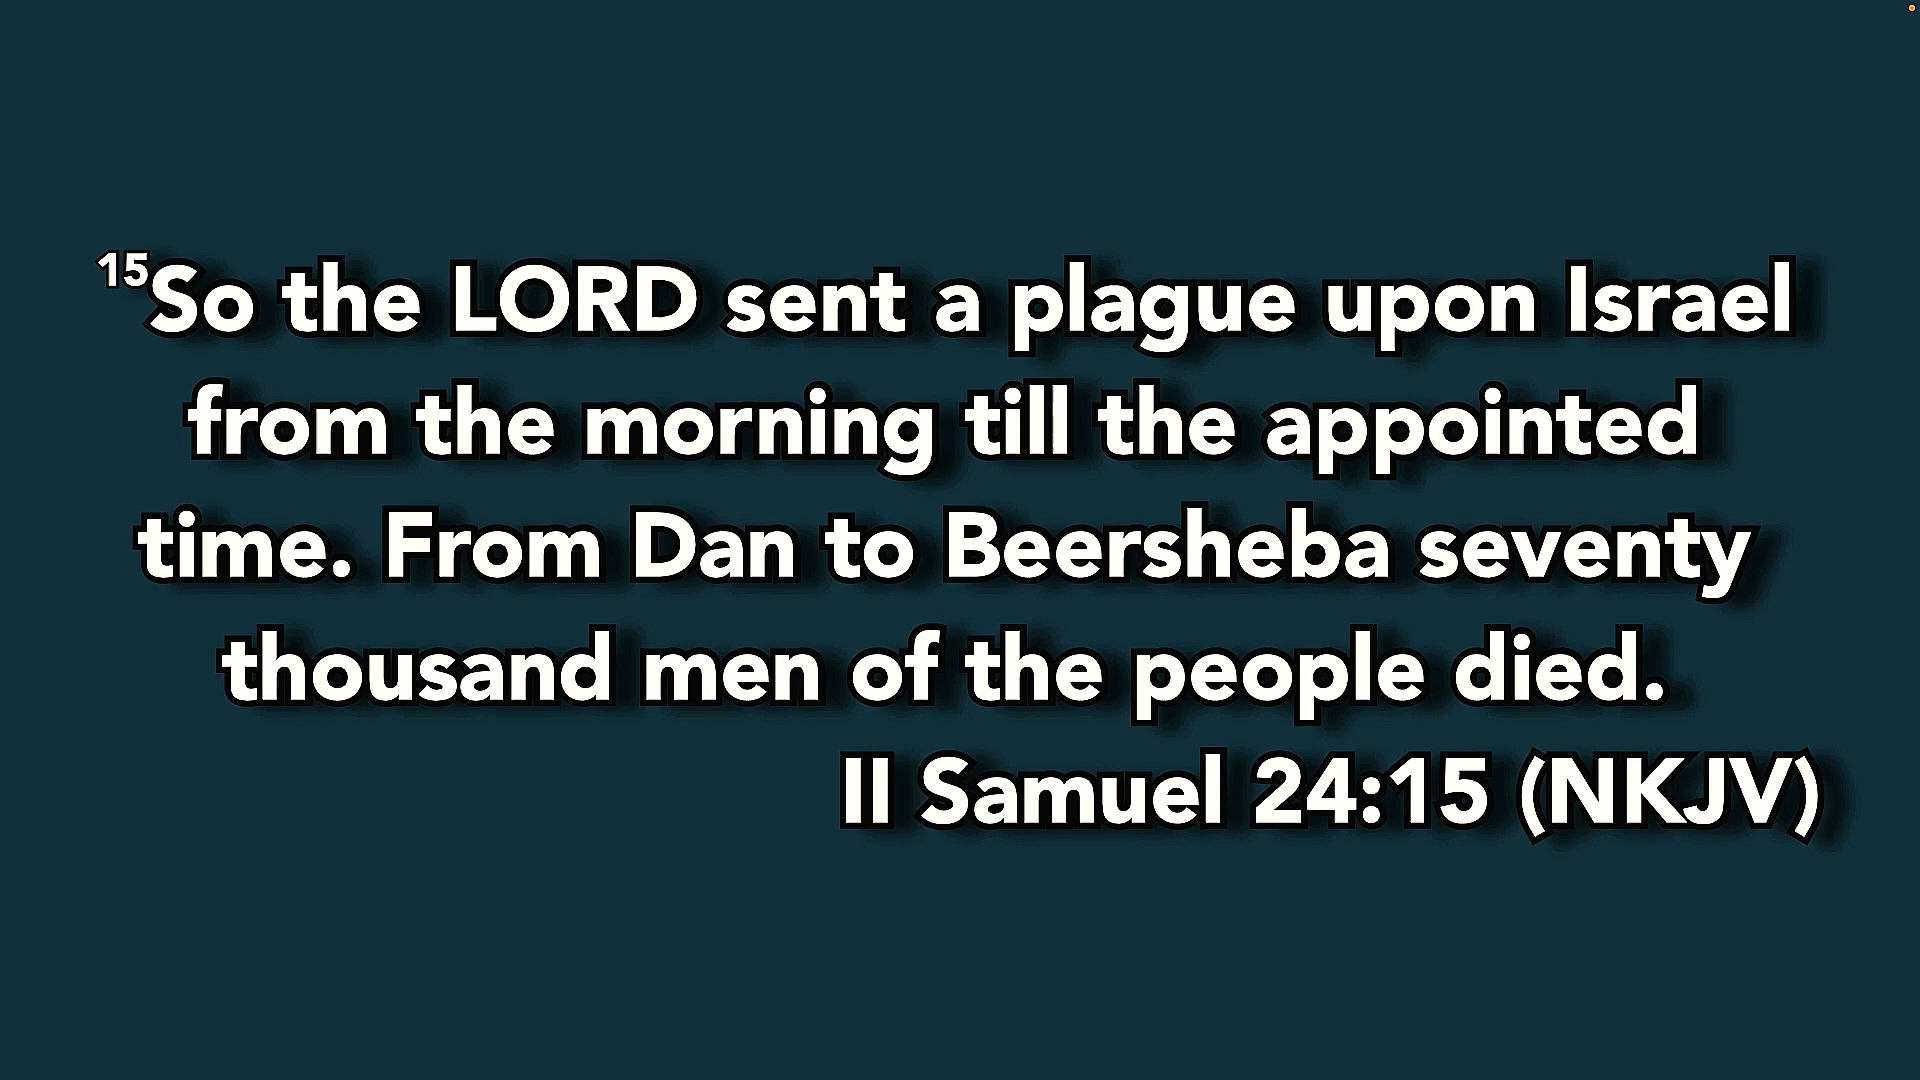 15So the LORD sent a plague upon Israel
from the morning till the appointed
time. From Dan to Beersheba seventy
thousand men of the people died.
II Samuel 24:15 (NKJV)